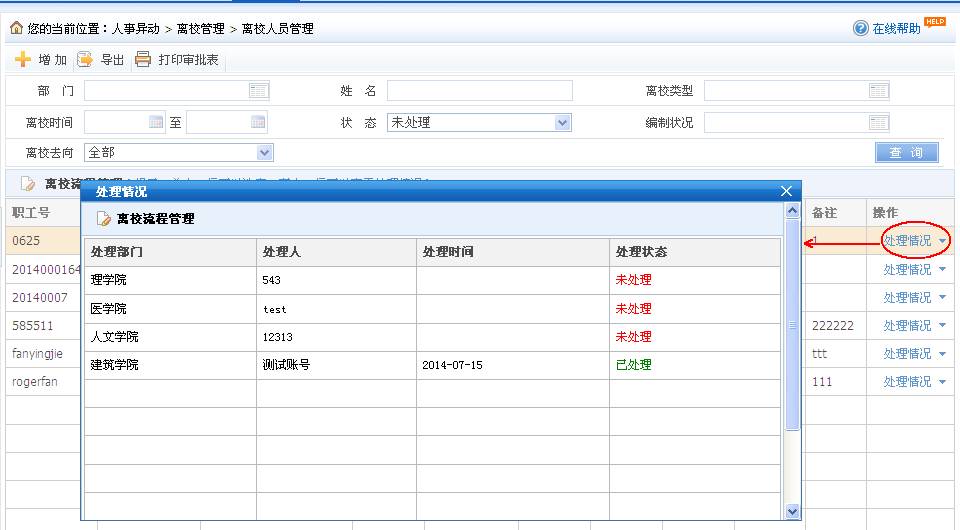 您的当前位置：人事异动 > 离校管理 > 离校人员管理 在线帮助 HELP
增 加 导出 打印审批表
部 门 姓 名 离校类型
离校时间 至 状 态 未处理 编制状况
离校去向 全部 查 询
离校流程管理
职工号 备注 操作
0625 1 处理情况
2014000164 处理情况
20140007 处理情况
585511 222222 处理情况
fanyingjie ttt 处理情况
rogerfan 111 处理情况
处理情况
离校流程管理
处理部门 处理人 处理时间 处理状态
理学院 543 未处理
医学院 test 未处理
人文学院 12313 未处理
建筑学院 测试账号 2014-07-15 已处理